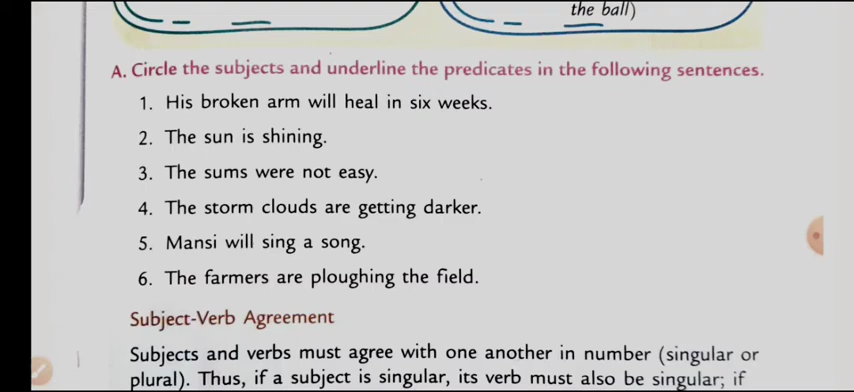 the ball)
A. Circle the subjects and underline the predicates in the following sentences.
1. His broken arm will heal in six weeks.
2. The sun is shining.
3. The sums were not easy.
4. The storm clouds are getting darker.
5. Mansi will sing a song.
6. The farmers are ploughing the field.
Subject-Verb Agreement
Subjects and verbs must agree with one another in number (singular or
plural). Thus, if a subject is singular, its verb must also be singular; if